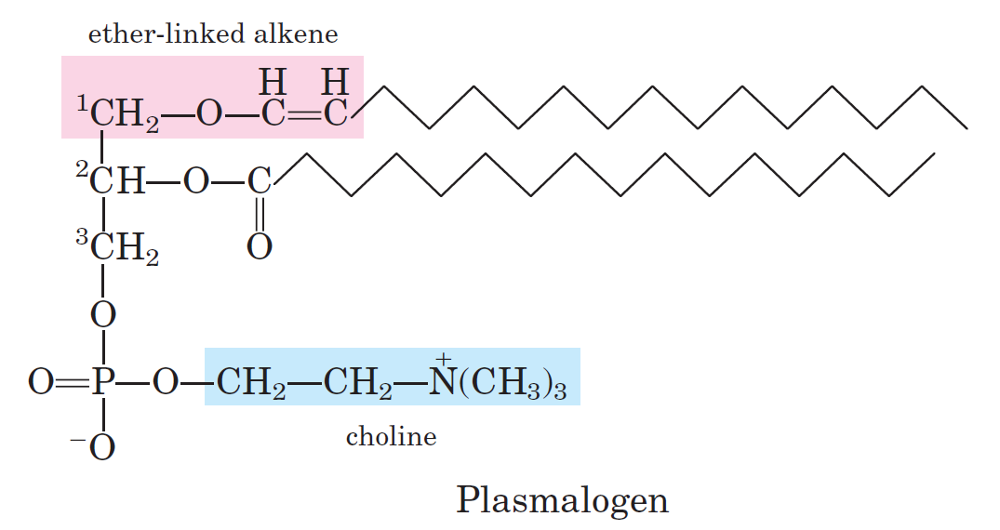 ether-linked alkene
H H
¹CH₂—O—C=C
²CH—O—C
³CH₂ O
O
O=P—O—CH₂—CH₂—N⁺(CH₃)₃
⁻O
choline
Plasmalogen